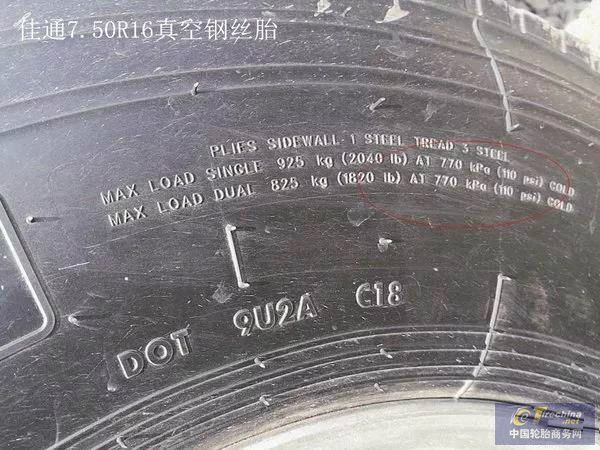 佳通7.50R16真空钢丝胎
PLIES SIDEWALL 1 STEEL TREAD 3 STEEL
MAX LOAD SINGLE 925 kg (2040 lb) AT 770 kPa (110 psi) COLD
MAX LOAD DUAL 825 kg (1820 lb) AT 770 kPa (110 psi) COLD
DOT 9U2A C18
Tirechina
.net
中国轮胎商务网